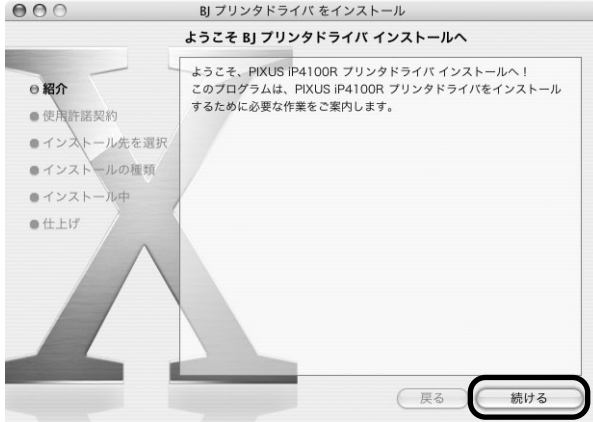 BJ プリンタドライバ をインストール
ようこそ BJ プリンタドライバ インストールへ
紹介
使用許諾契約
インストール先を選択
インストールの種類
インストール中
仕上げ
ようこそ、PIXUS iP4100R プリンタドライバ インストールへ！
このプログラムは、PIXUS iP4100R プリンタドライバをインストール
するために必要な作業をご案内します。
戻る
続ける